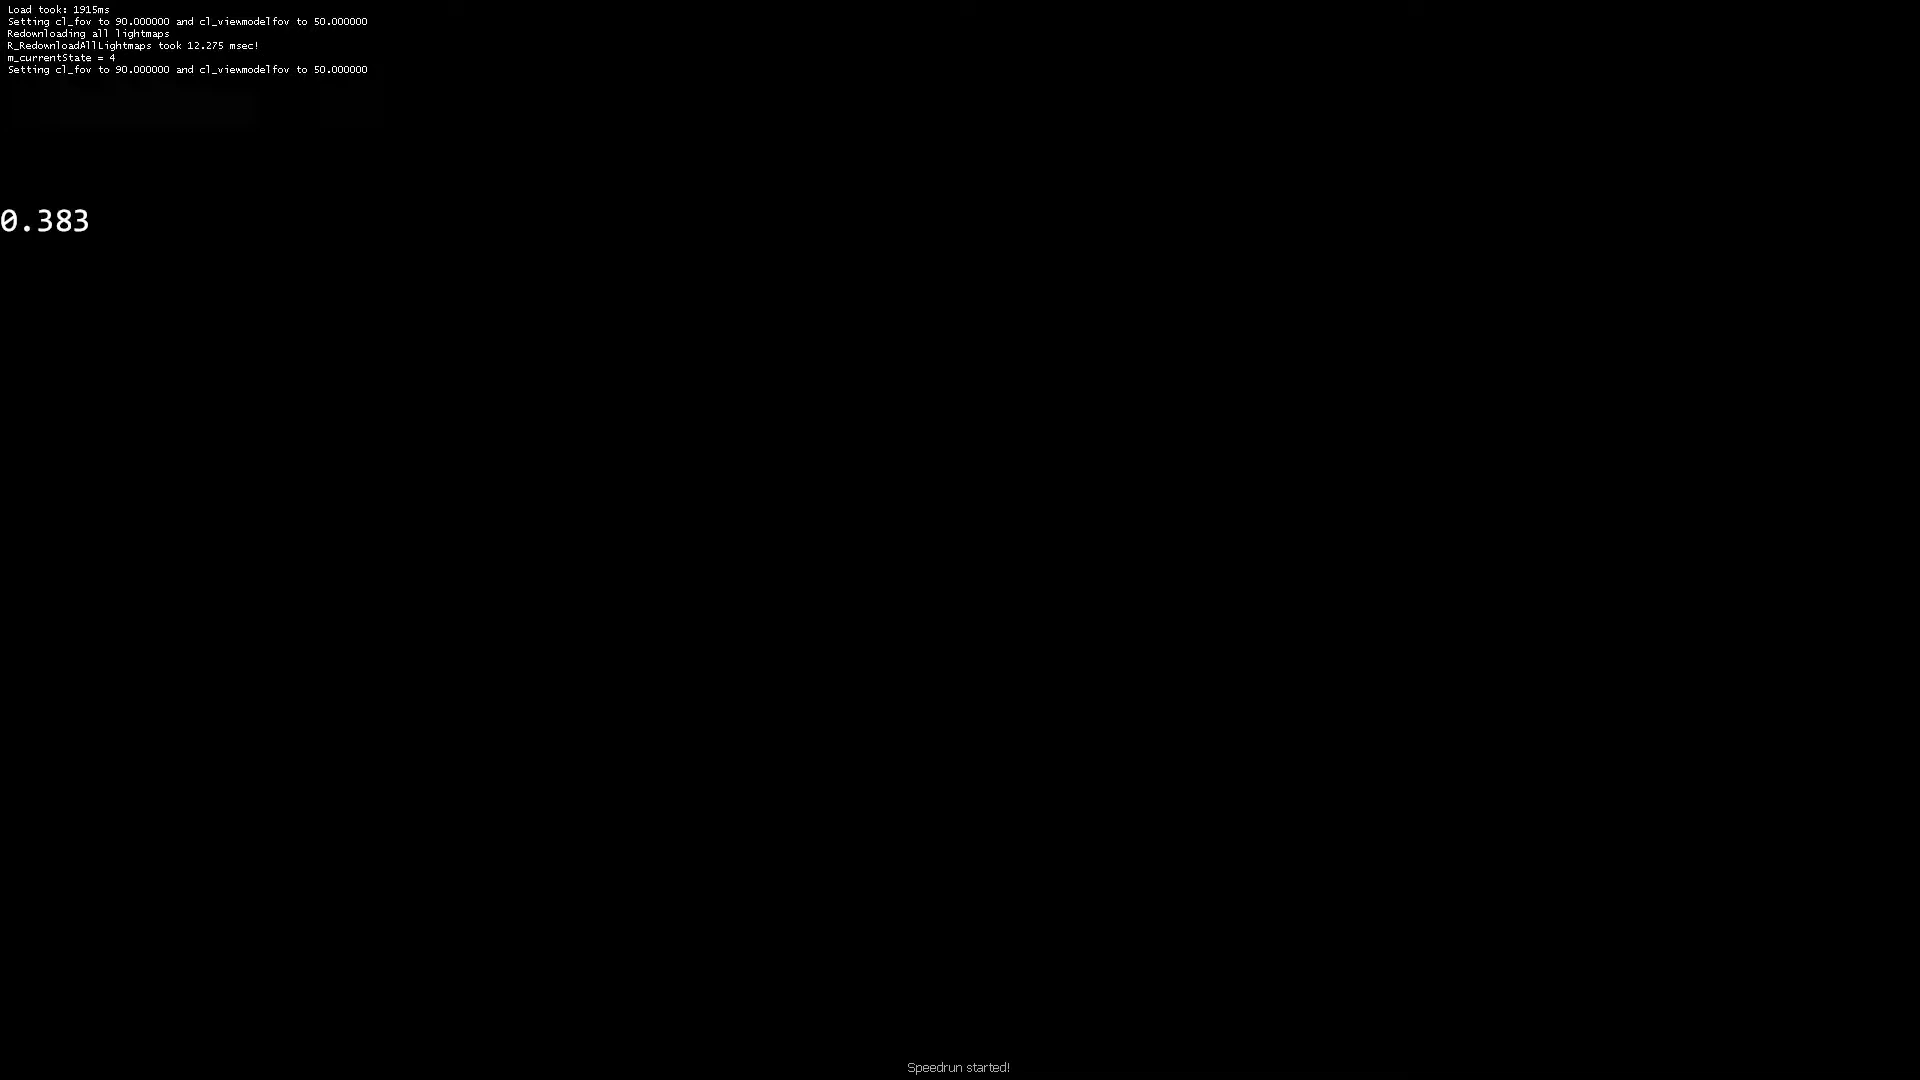 Load took: 1915ms
Setting cl_fov to 90.000000 and cl_viewmodelfov to 50.000000
Redownloading all lightmaps
R_RedownloadAllLightmaps took 12.275 msec!
m_currentState = 4
Setting cl_fov to 90.000000 and cl_viewmodelfov to 50.000000
0.383
Speedrun started!